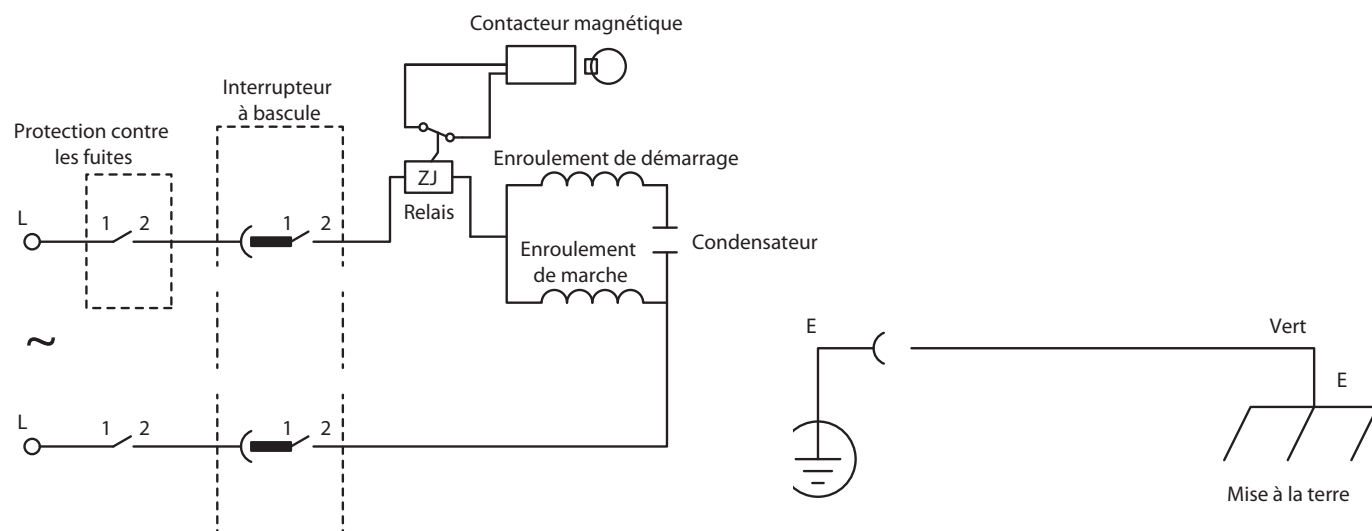 Contacteur magnétique
Interrupteur
à bascule
Protection contre
les fuites
Enroulement de démarrage
ZJ
Relais
L
1 2
1 2
Condensateur
Enroulement
de marche
~
E
Vert
E
L
1 2
1 2
Mise à la terre